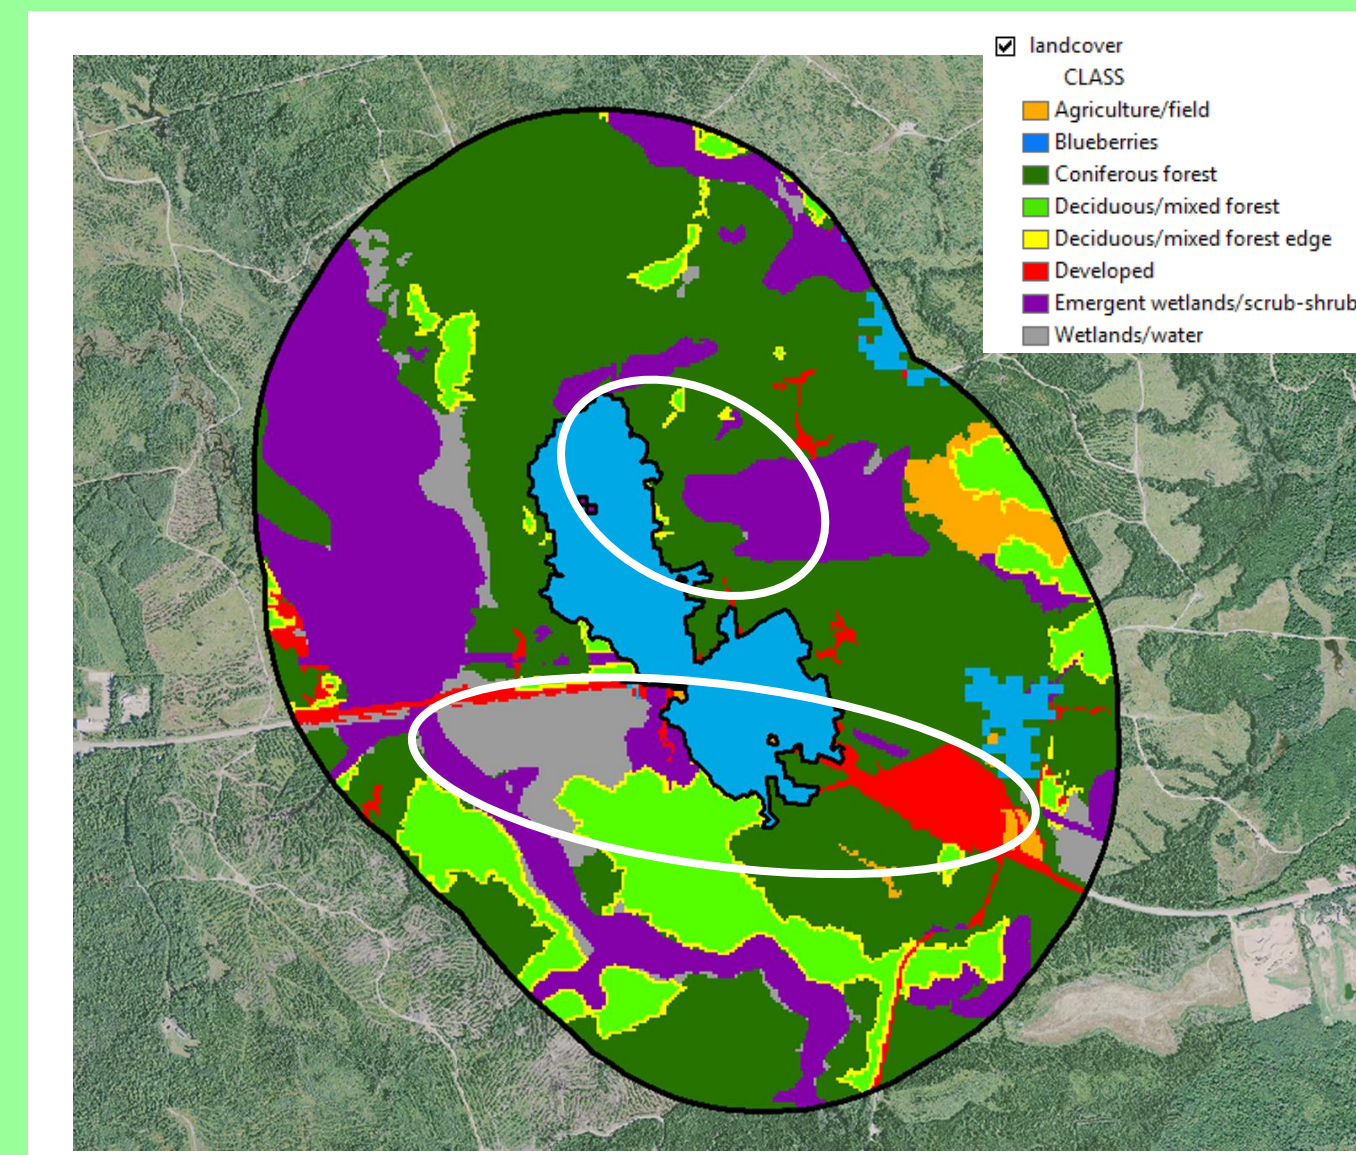 landcover
CLASS
Agriculture/field
Blueberries
Coniferous forest
Deciduous/mixed forest
Deciduous/mixed forest edge
Developed
Emergent wetlands/scrub-shrub
Wetlands/water